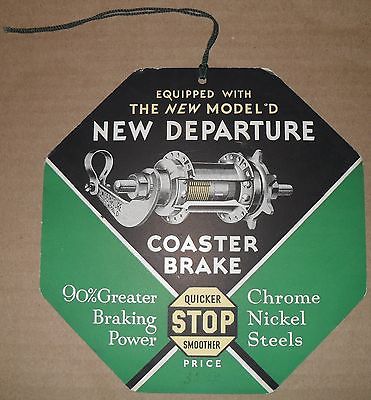 EQUIPPED WITH
THE NEW MODEL "D
NEW DEPARTURE
COASTER
BRAKE
90% Greater
Braking
Power
QUICKER
STOP
SMOOTHER
Chrome
Nickel
Steels
PRICE